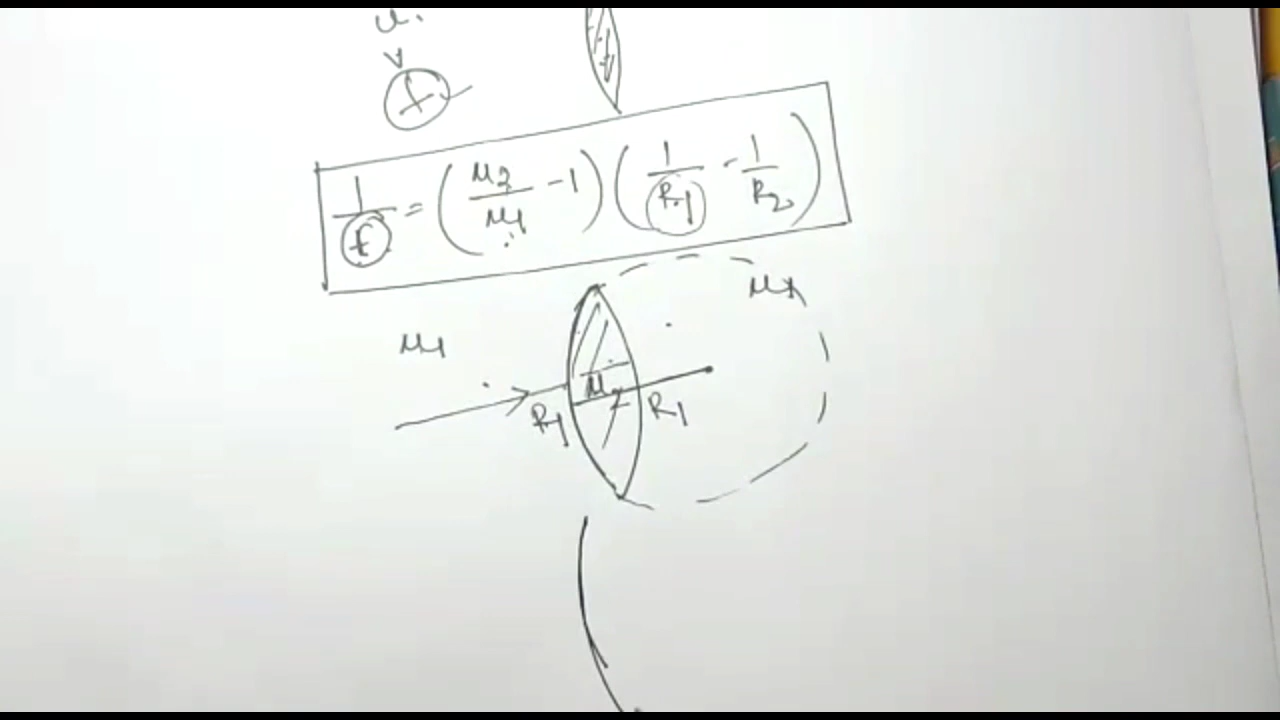 u.
v
f
1/f = (μ2/μ1 - 1)(1/R1 - 1/R2)
μ1
μ1
μ2
R1
R1